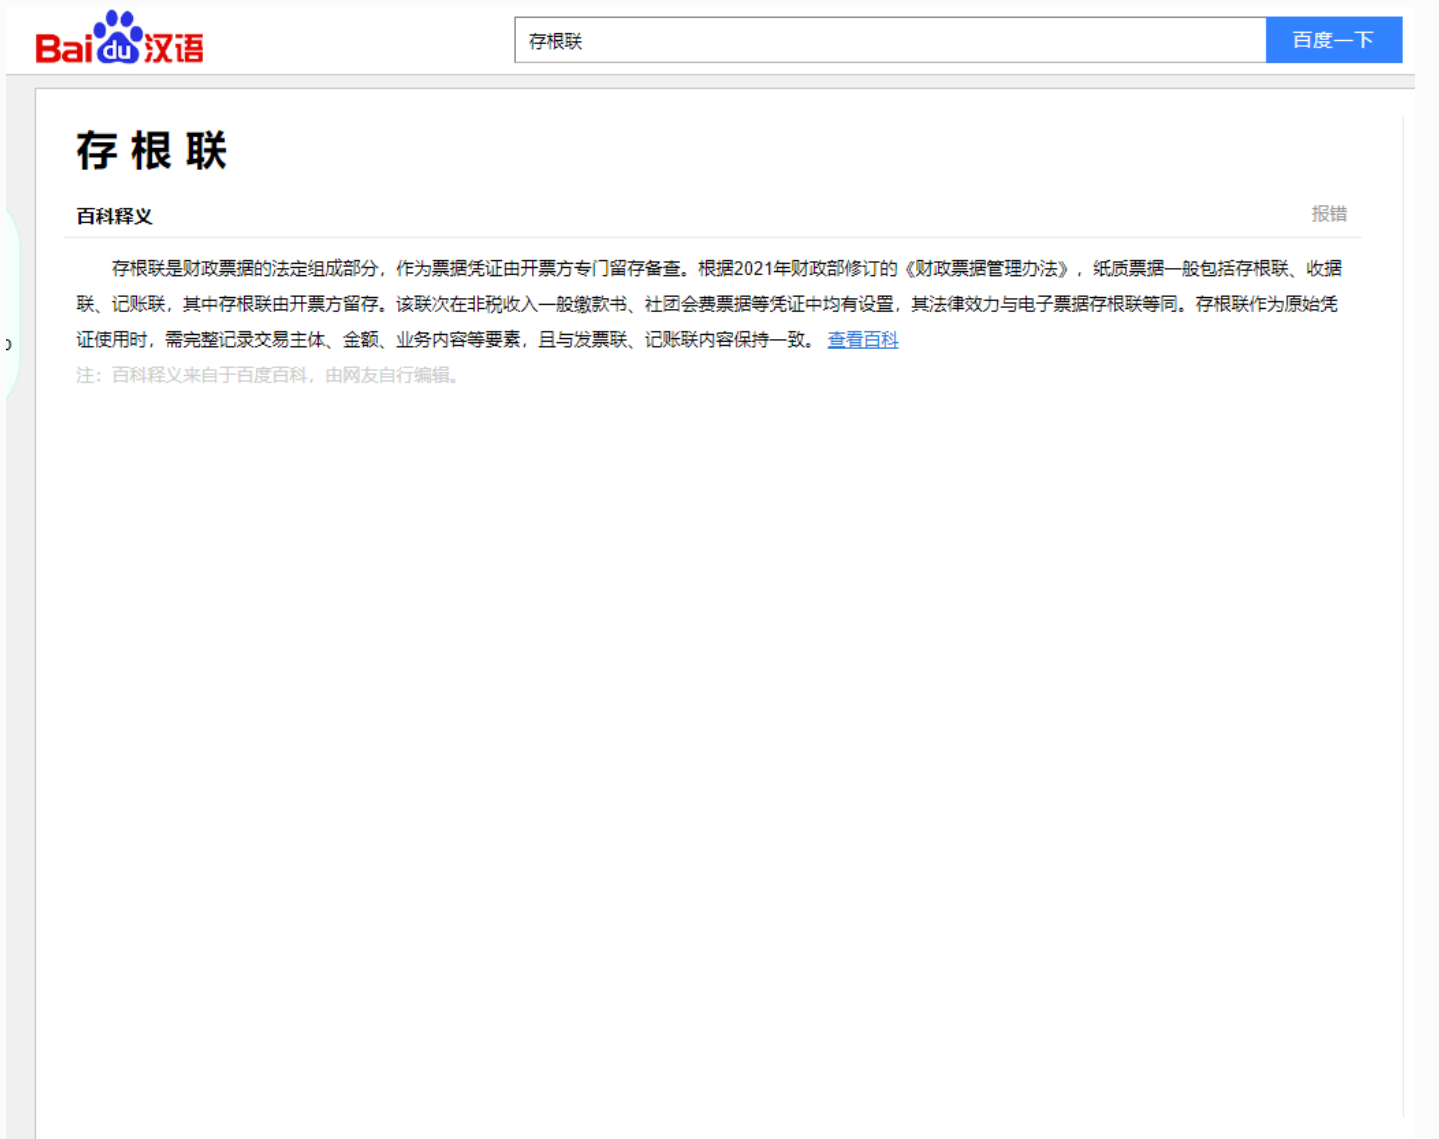 Baidu汉语
存根联
百度一下
存根联
百科释义
报错
存根联是财政票据的法定组成部分，作为票据凭证由开票方专门留存备查。根据2021年财政部修订的《财政票据管理办法》，纸质票据一般包括存根联、收据
联、记账联，其中存根联由开票方留存。该联次在非税收入一般缴款书、社团会费票据等凭证中均有设置，其法律效力与电子票据存根联等同。存根联作为原始凭
证使用时，需完整记录交易主体、金额、业务内容等要素，且与发票联、记账联内容保持一致。 查看百科
注：百科释义来自于百度百科，由网友自行编辑。